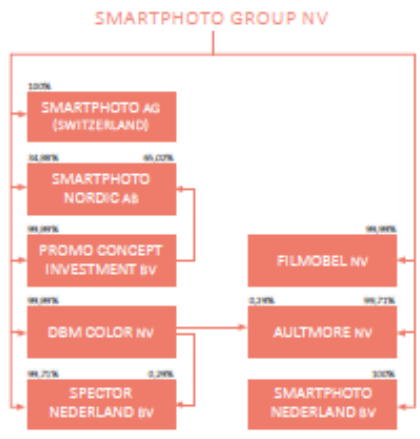 SMARTPHOTO GROUP NV
100%
SMARTPHOTO AG
(SWITZERLAND)
34,98% 65,02%
SMARTPHOTO
NORDIC AB
99,99%
PROMO CONCEPT
INVESTMENT BV
99,99%
FILMOBEL NV
99,99%
DBM COLOR NV
0,29% 99,71%
AULTMORE NV
99,71% 0,29%
SPECTOR
NEDERLAND BV
100%
SMARTPHOTO
NEDERLAND BV